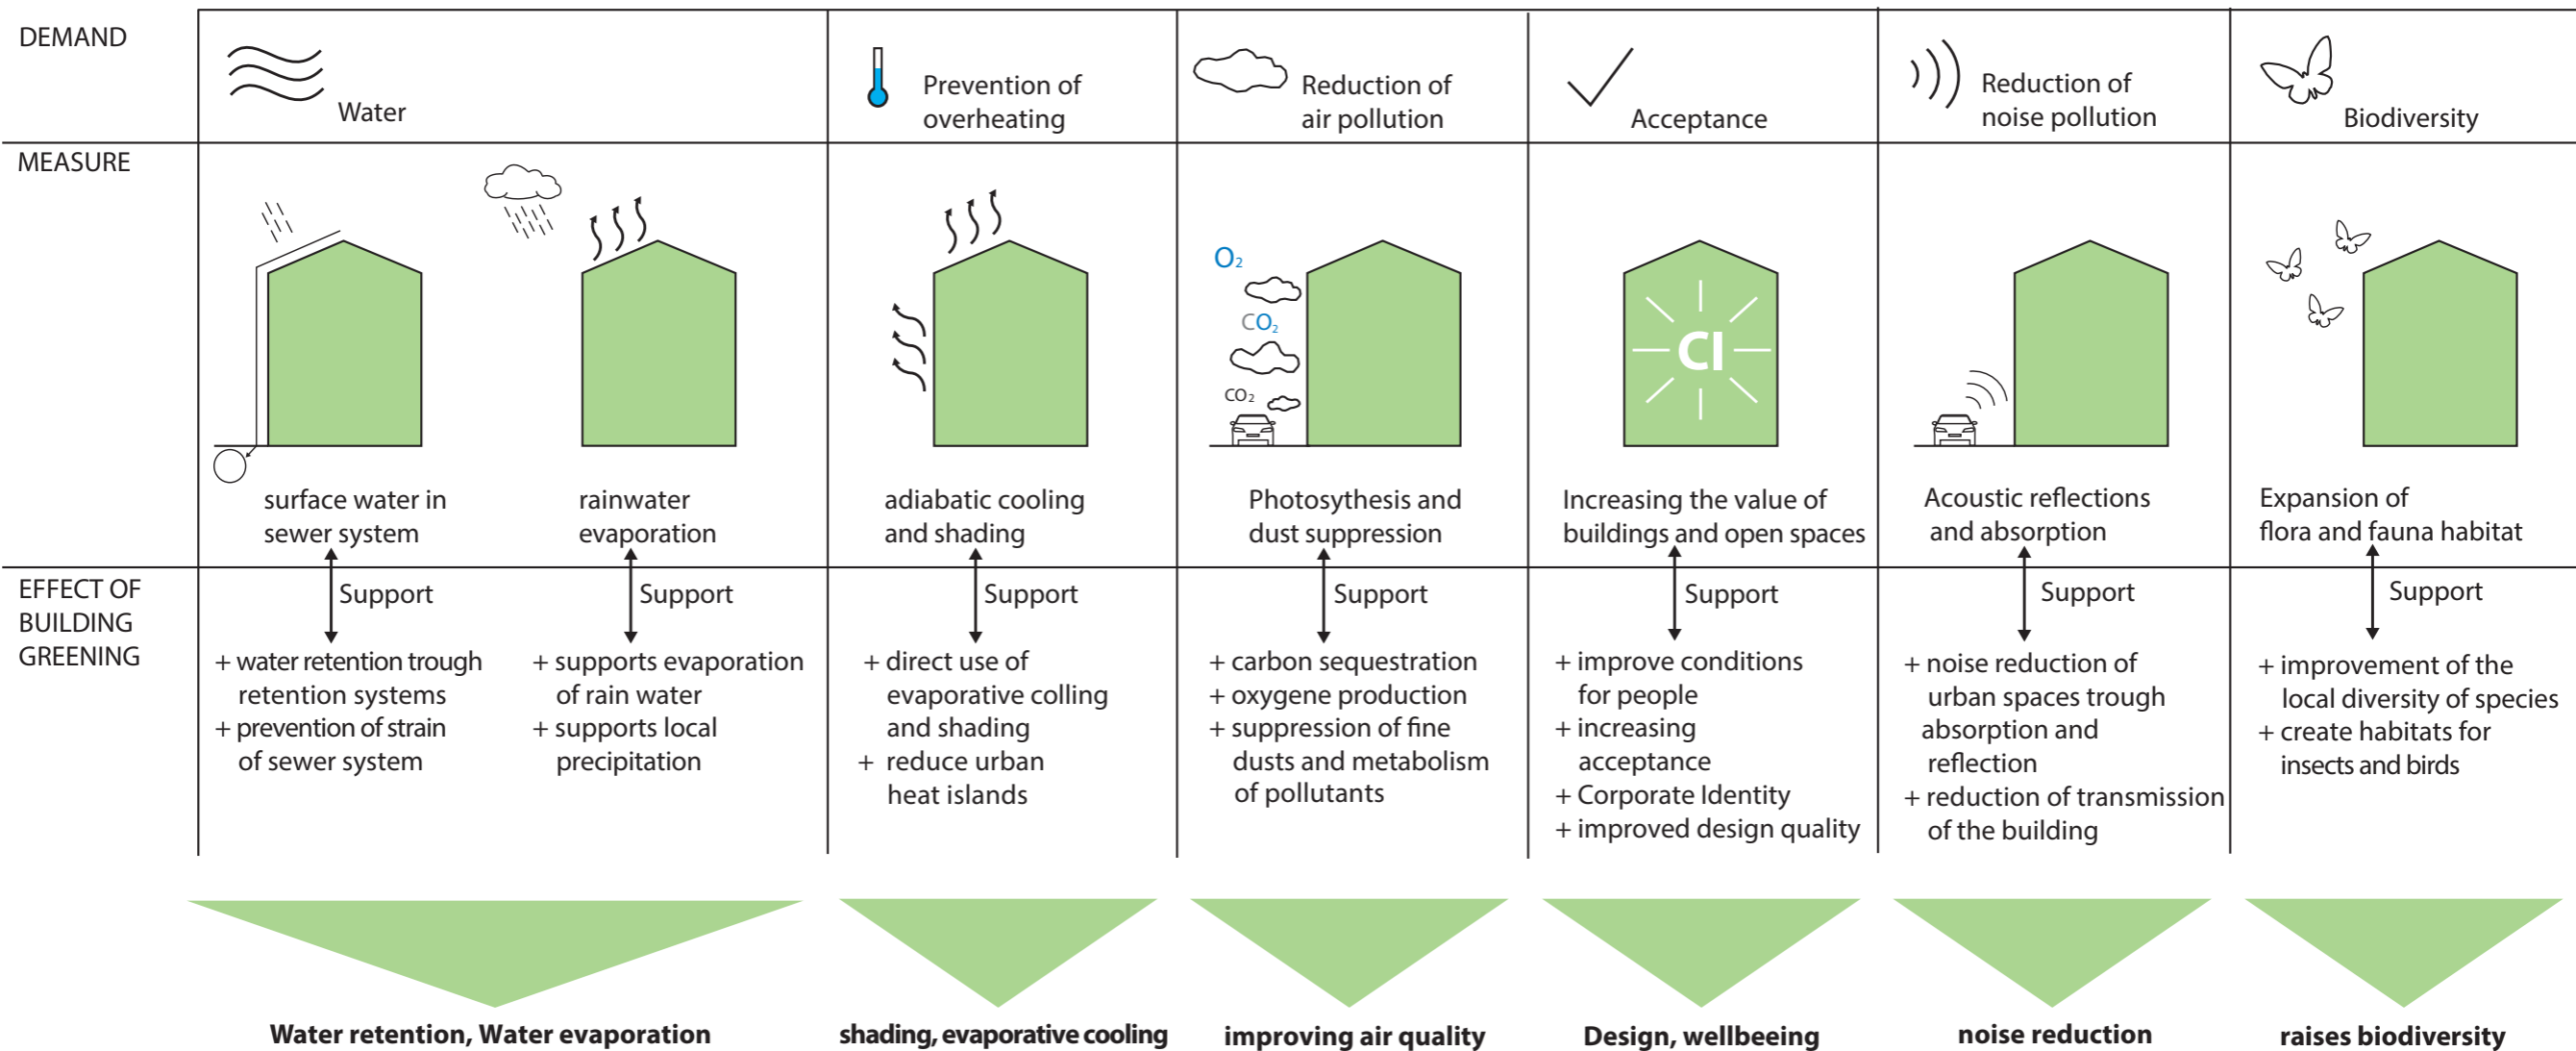 DEMAND
Water
Prevention of
overheating
Reduction of
air pollution
Acceptance
Reduction of
noise pollution
Biodiversity
MEASURE
O₂
CO₂
CO₂
CI
surface water in
sewer system
rainwater
evaporation
adiabatic cooling
and shading
Photosythesis and
dust suppression
Increasing the value of
buildings and open spaces
Acoustic reflections
and absorption
Expansion of
flora and fauna habitat
EFFECT OF
BUILDING
GREENING
Support
+ water retention trough
retention systems
+ prevention of strain
of sewer system
Support
+ supports evaporation
of rain water
+ supports local
precipitation
Support
+ direct use of
evaporative colling
and shading
+ reduce urban
heat islands
Support
+ carbon sequestration
+ oxygene production
+ suppression of fine
dusts and metabolism
of pollutants
Support
+ improve conditions
for people
+ increasing
acceptance
+ Corporate Identity
+ improved design quality
Support
+ noise reduction of
urban spaces trough
absorption and
reflection
+ reduction of transmission
of the building
Support
+ improvement of the
local diversity of species
+ create habitats for
insects and birds
Water retention, Water evaporation
shading, evaporative cooling
improving air quality
Design, wellbeeing
noise reduction
raises biodiversity